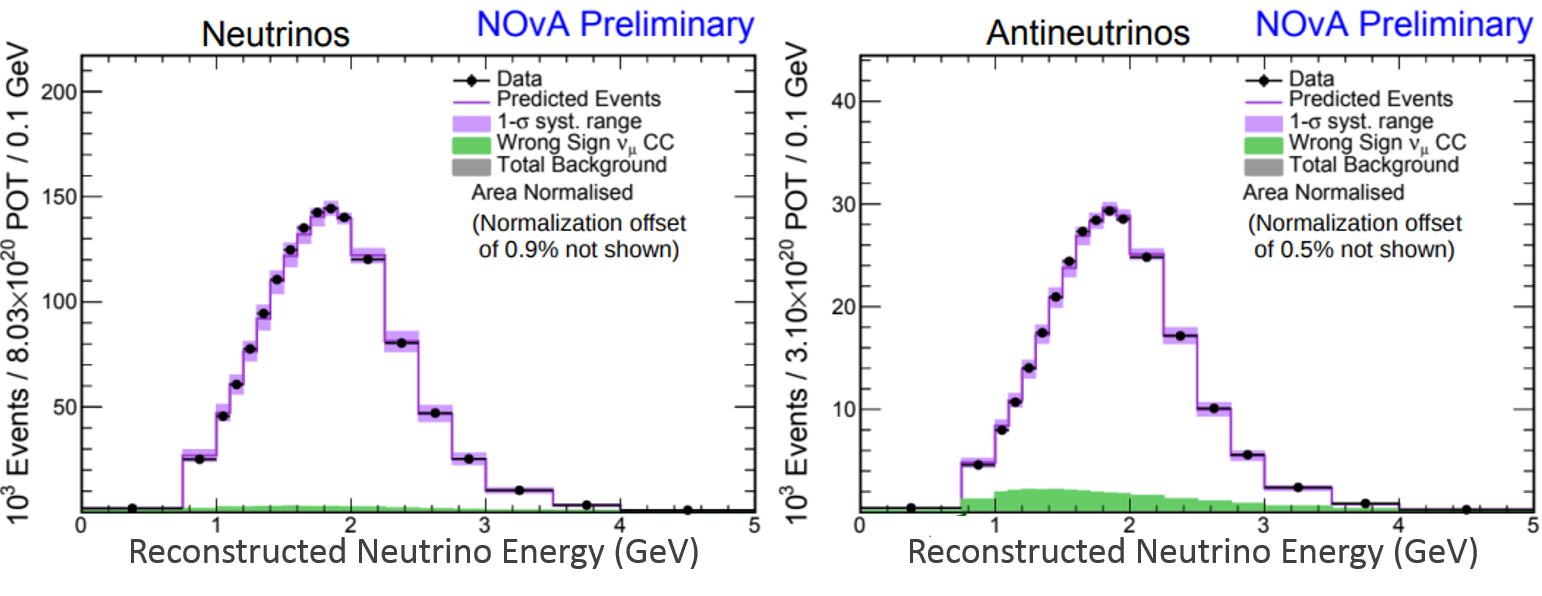 Neutrinos
NOvA Preliminary
10³ Events / 8.03×10²⁰ POT / 0.1 GeV
200
150
100
50
Data
Predicted Events
1-σ syst. range
Wrong Sign νμ CC
Total Background
Area Normalised
(Normalization offset
of 0.9% not shown)
0 1 2 3 4 5
Reconstructed Neutrino Energy (GeV)
Antineutrinos
NOvA Preliminary
10³ Events / 3.10×10²⁰ POT / 0.1 GeV
40
30
20
10
Data
Predicted Events
1-σ syst. range
Wrong Sign νμ CC
Total Background
Area Normalised
(Normalization offset
of 0.5% not shown)
0 1 2 3 4 5
Reconstructed Neutrino Energy (GeV)